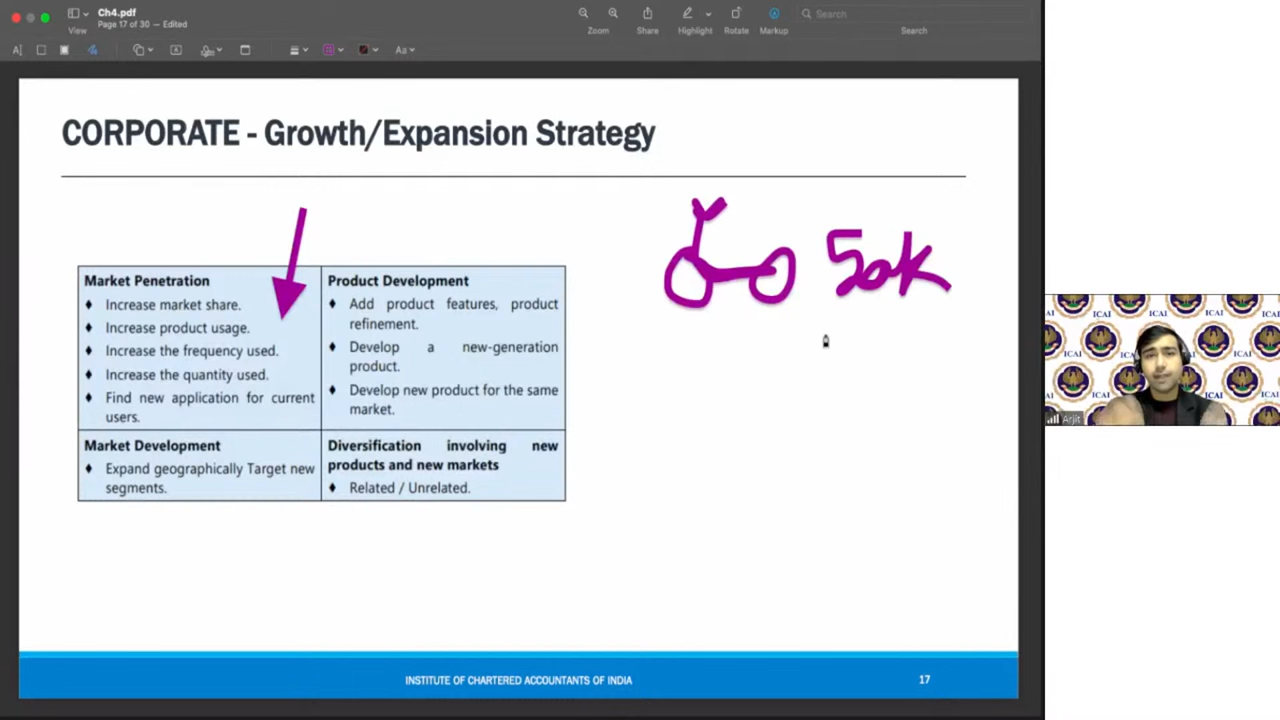 Ch4.pdf
Page 17 of 30 — Edited
View
Zoom
Share
Highlight
Rotate
Markup
Search
Search
CORPORATE - Growth/Expansion Strategy
Market Penetration
♦ Increase market share.
♦ Increase product usage.
♦ Increase the frequency used.
♦ Increase the quantity used.
♦ Find new application for current
users.
Product Development
♦ Add product features, product
refinement.
♦ Develop a new-generation
product.
♦ Develop new product for the same
market.
Market Development
♦ Expand geographically Target new
segments.
Diversification involving new
products and new markets
♦ Related / Unrelated.
50K
ICAI
ICAI
Arjit
INSTITUTE OF CHARTERED ACCOUNTANTS OF INDIA
17